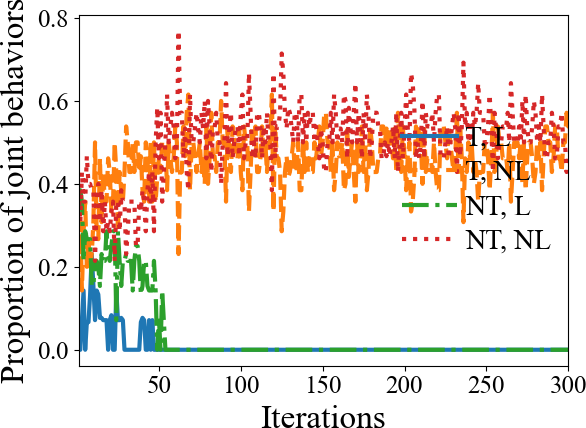 Proportion of joint behaviors
0.8
0.6
0.4
0.2
0.0
T, L
T, NL
NT, L
NT, NL
50 100 150 200 250 300
Iterations